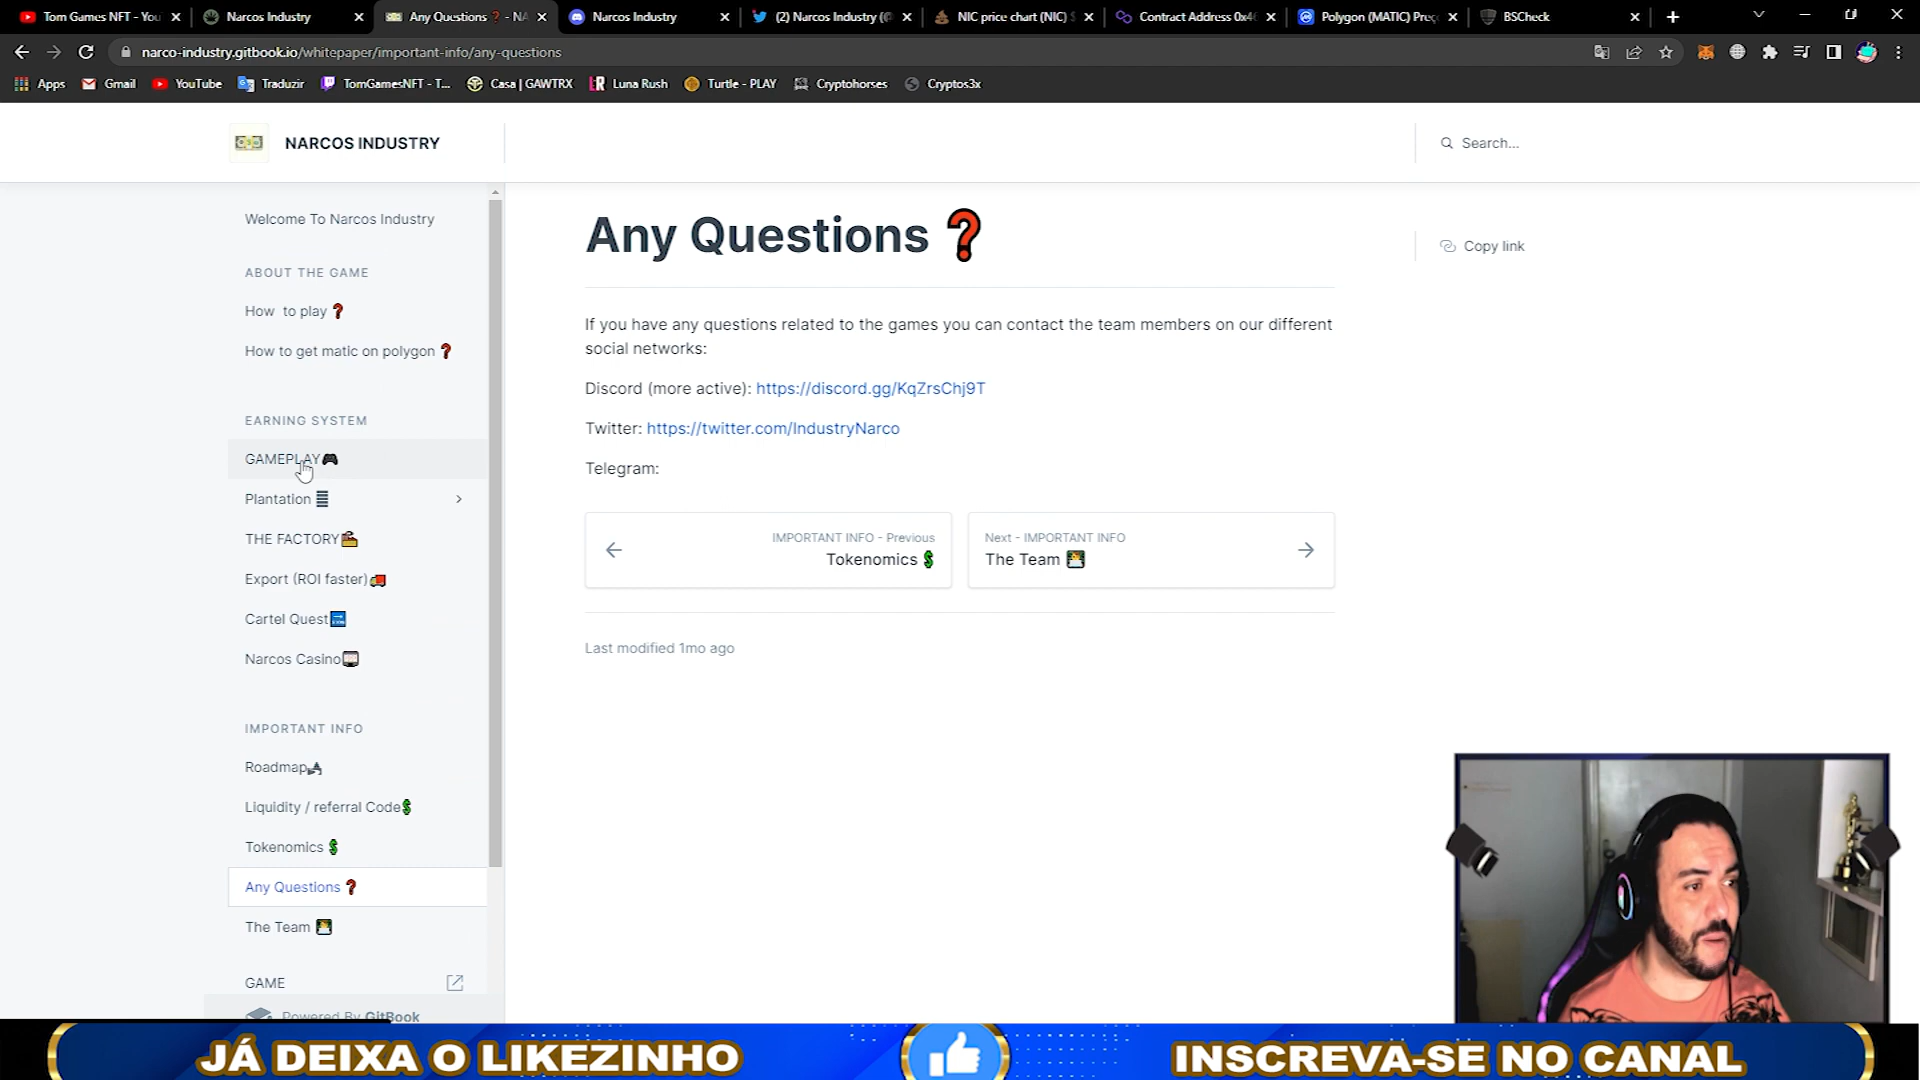 Tom Games NFT - You
Narcos Industry
Any Questions ❓ - NA
Narcos Industry
(2) Narcos Industry (@
NIC price chart (NIC) $
Contract Address 0x4
Polygon (MATIC) Preç
BSCheck
narco-industry.gitbook.io/whitepaper/important-info/any-questions
Apps
Gmail
YouTube
Traduzir
TomGamesNFT - T...
Casa | GAWTRX
Luna Rush
Turtle - PLAY
Cryptohorses
Cryptos3x
NARCOS INDUSTRY
Search...
Welcome To Narcos Industry
ABOUT THE GAME
How to play ❓
How to get matic on polygon ❓
EARNING SYSTEM
GAMEPLAY🎮
Plantation
THE FACTORY
Export (ROI faster)🚚
Cartel Quest
Narcos Casino
IMPORTANT INFO
Roadmap
Liquidity / referral Code💲
Tokenomics 💲
Any Questions ❓
The Team
GAME
Powered By GitBook
Any Questions ❓
Copy link
If you have any questions related to the games you can contact the team members on our different
social networks:
Discord (more active): https://discord.gg/KqZrsChj9T
Twitter: https://twitter.com/IndustryNarco
Telegram:
IMPORTANT INFO - Previous
Tokenomics 💲
Next - IMPORTANT INFO
The Team
Last modified 1mo ago
JÁ DEIXA O LIKEZINHO
INSCREVA-SE NO CANAL